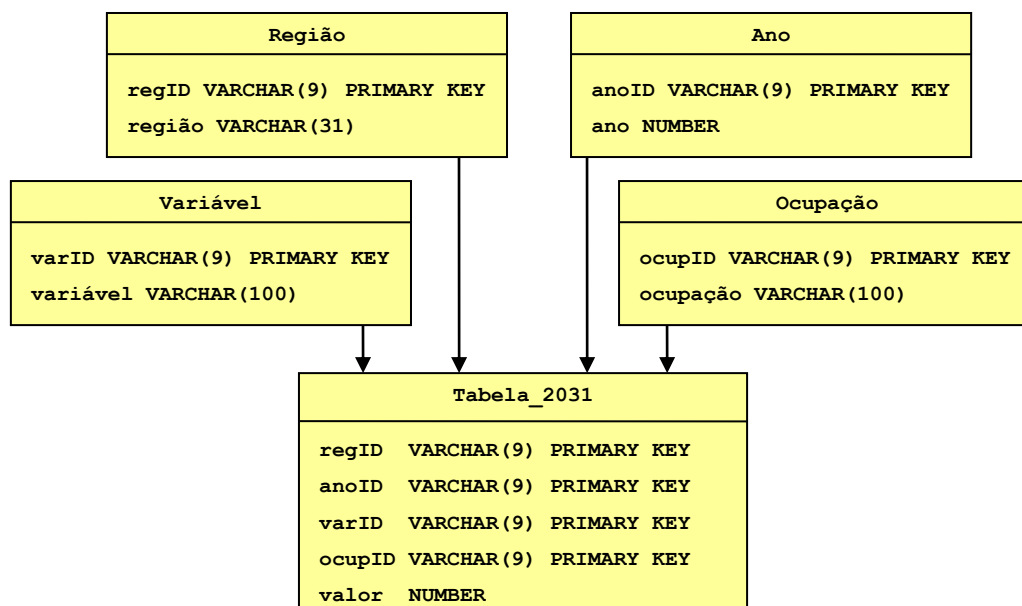 Região
regID VARCHAR(9) PRIMARY KEY
região VARCHAR(31)
Ano
anoID VARCHAR(9) PRIMARY KEY
ano NUMBER
Variável
varID VARCHAR(9) PRIMARY KEY
variável VARCHAR(100)
Ocupação
ocupID VARCHAR(9) PRIMARY KEY
ocupação VARCHAR(100)
Tabela_2031
regID VARCHAR(9) PRIMARY KEY
anoID VARCHAR(9) PRIMARY KEY
varID VARCHAR(9) PRIMARY KEY
ocupID VARCHAR(9) PRIMARY KEY
valor NUMBER